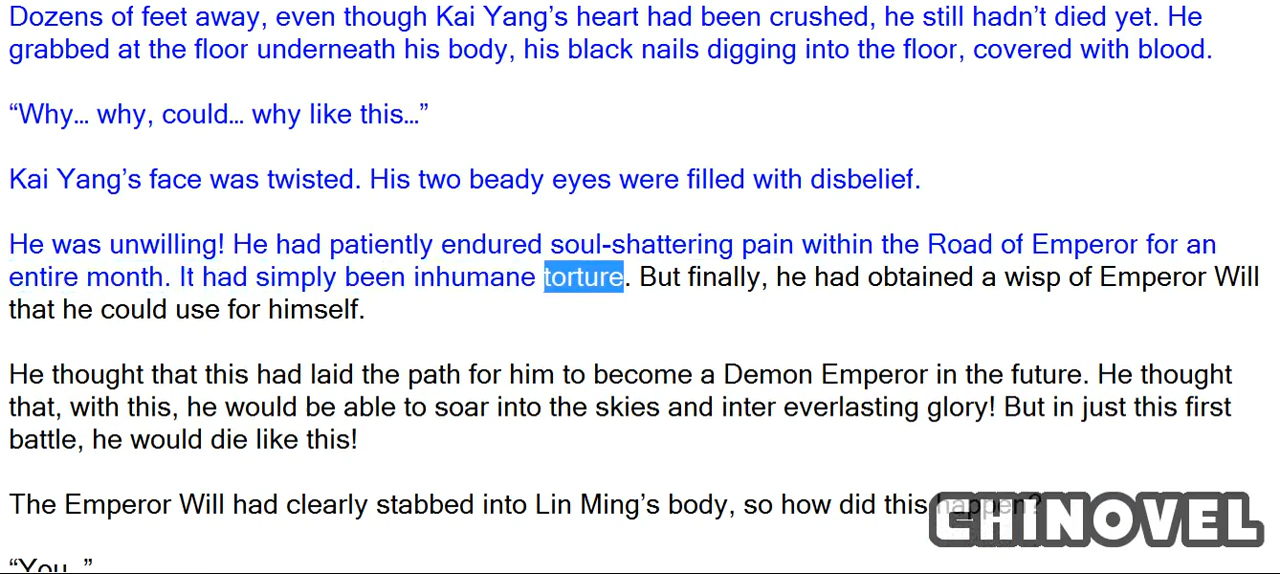 Dozens of feet away, even though Kai Yang’s heart had been crushed, he still hadn’t died yet. He
grabbed at the floor underneath his body, his black nails digging into the floor, covered with blood.
“Why… why, could… why like this…”
Kai Yang’s face was twisted. His two beady eyes were filled with disbelief.
He was unwilling! He had patiently endured soul-shattering pain within the Road of Emperor for an
entire month. It had simply been inhumane torture. But finally, he had obtained a wisp of Emperor Will
that he could use for himself.
He thought that this had laid the path for him to become a Demon Emperor in the future. He thought
that, with this, he would be able to soar into the skies and inter everlasting glory! But in just this first
battle, he would die like this!
The Emperor Will had clearly stabbed into Lin Ming’s body, so how did this happen?
CHINOVEL
“You…”